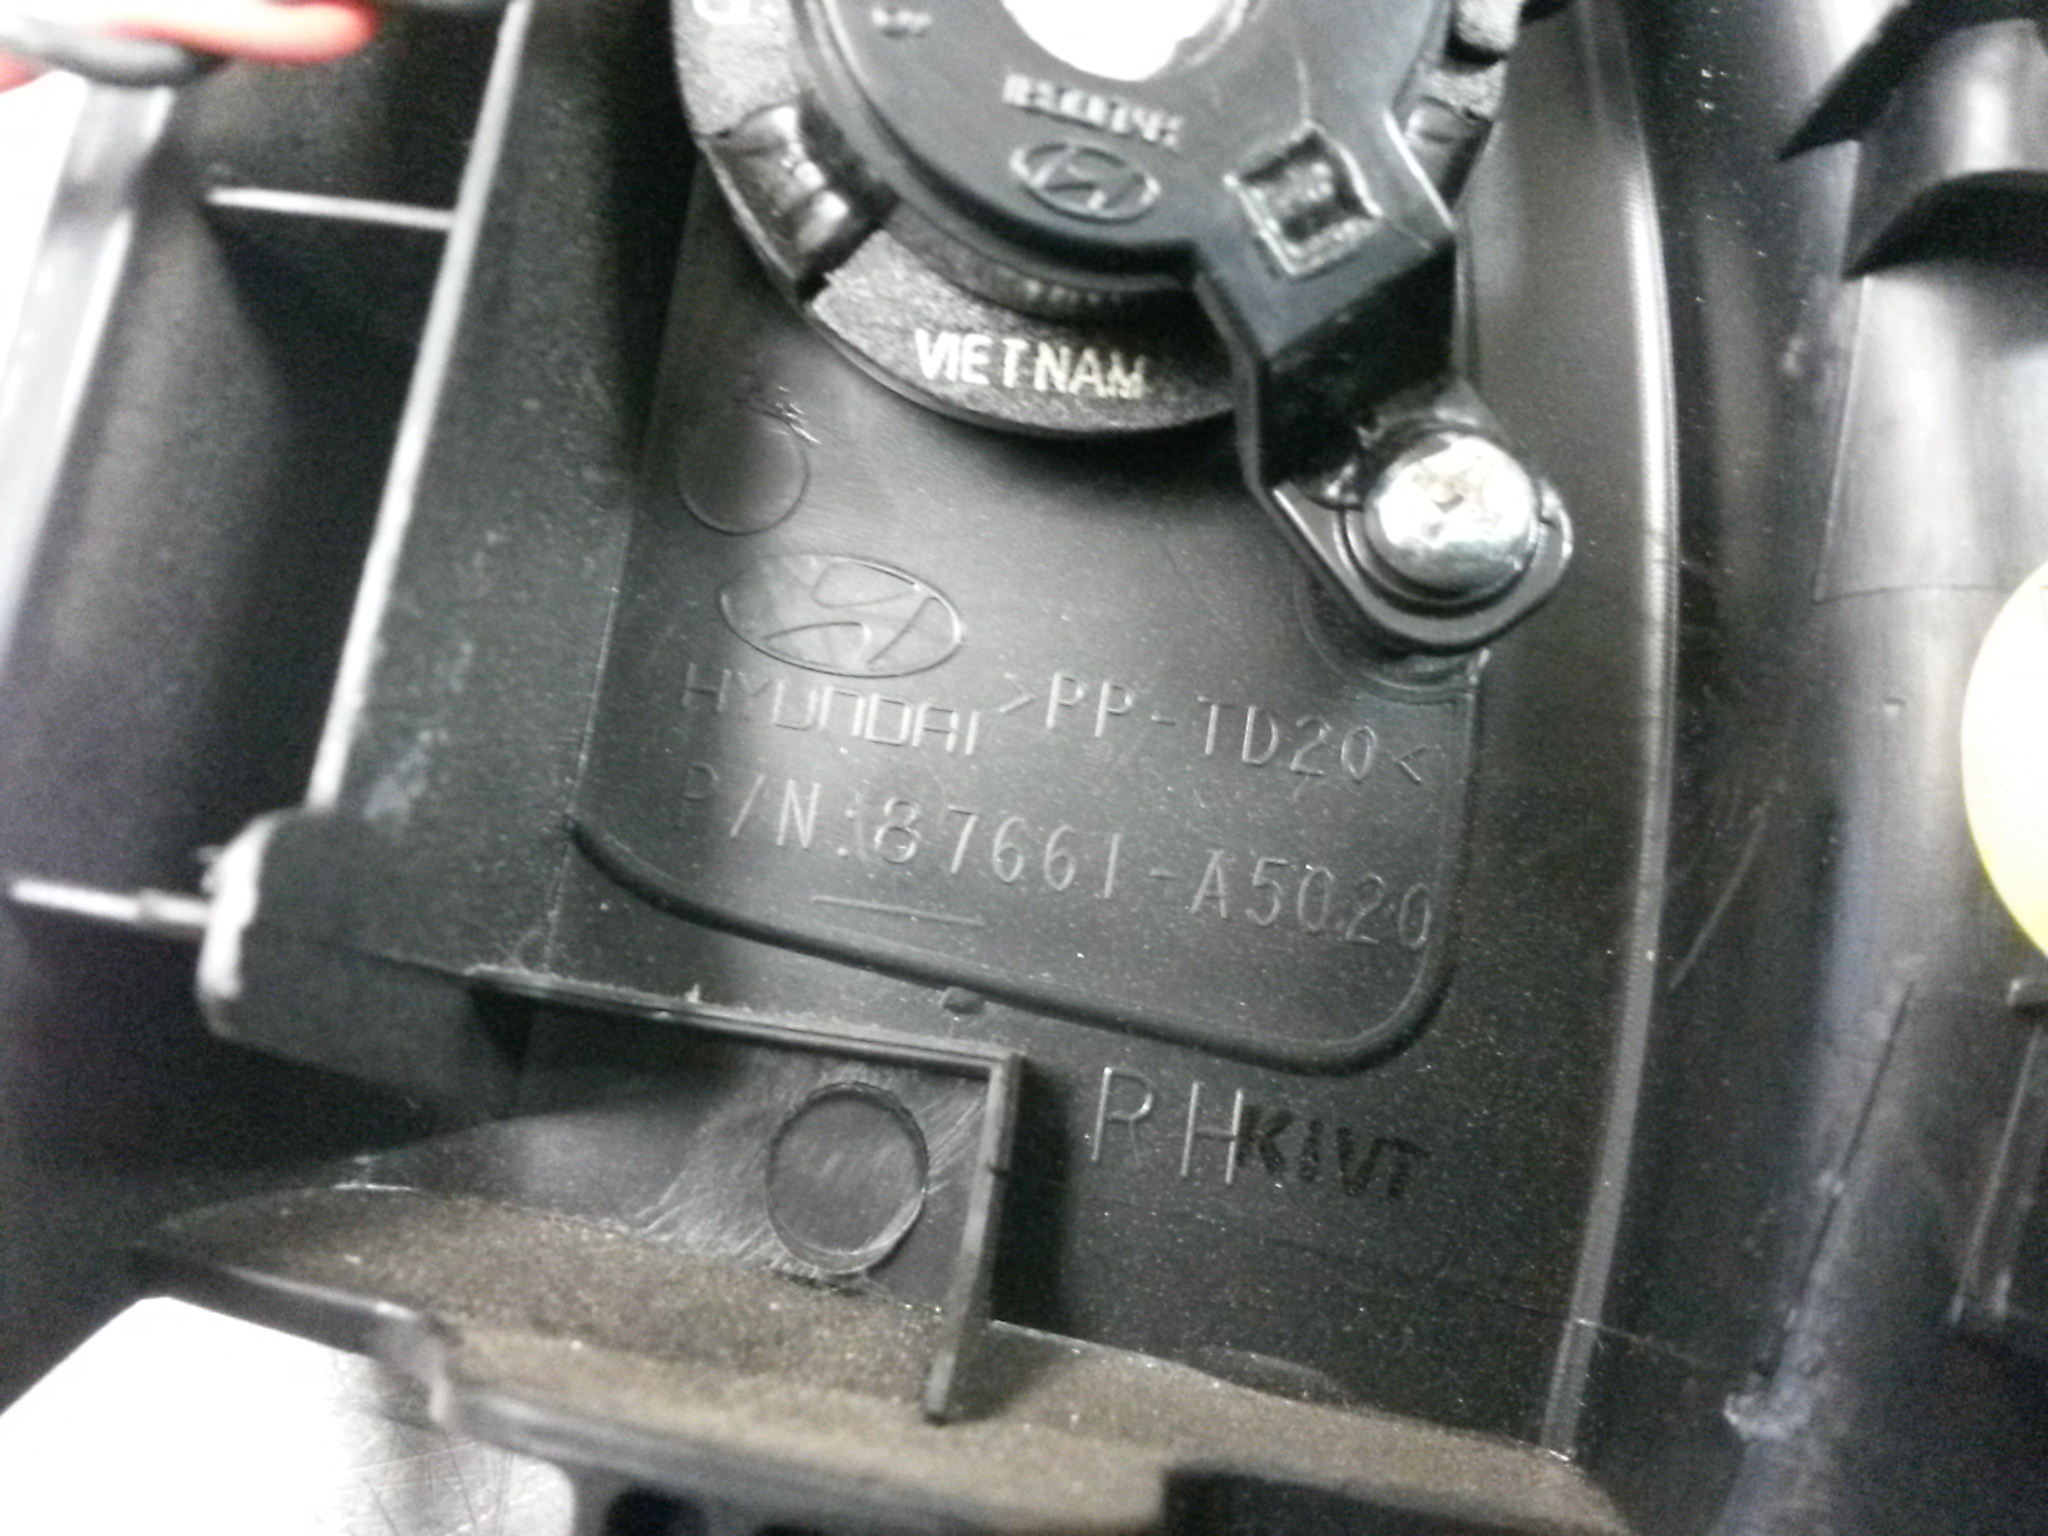 VIETNAM
HYUNDAI >PP-TD20<
P/N:87661-A5020
RH KIVT